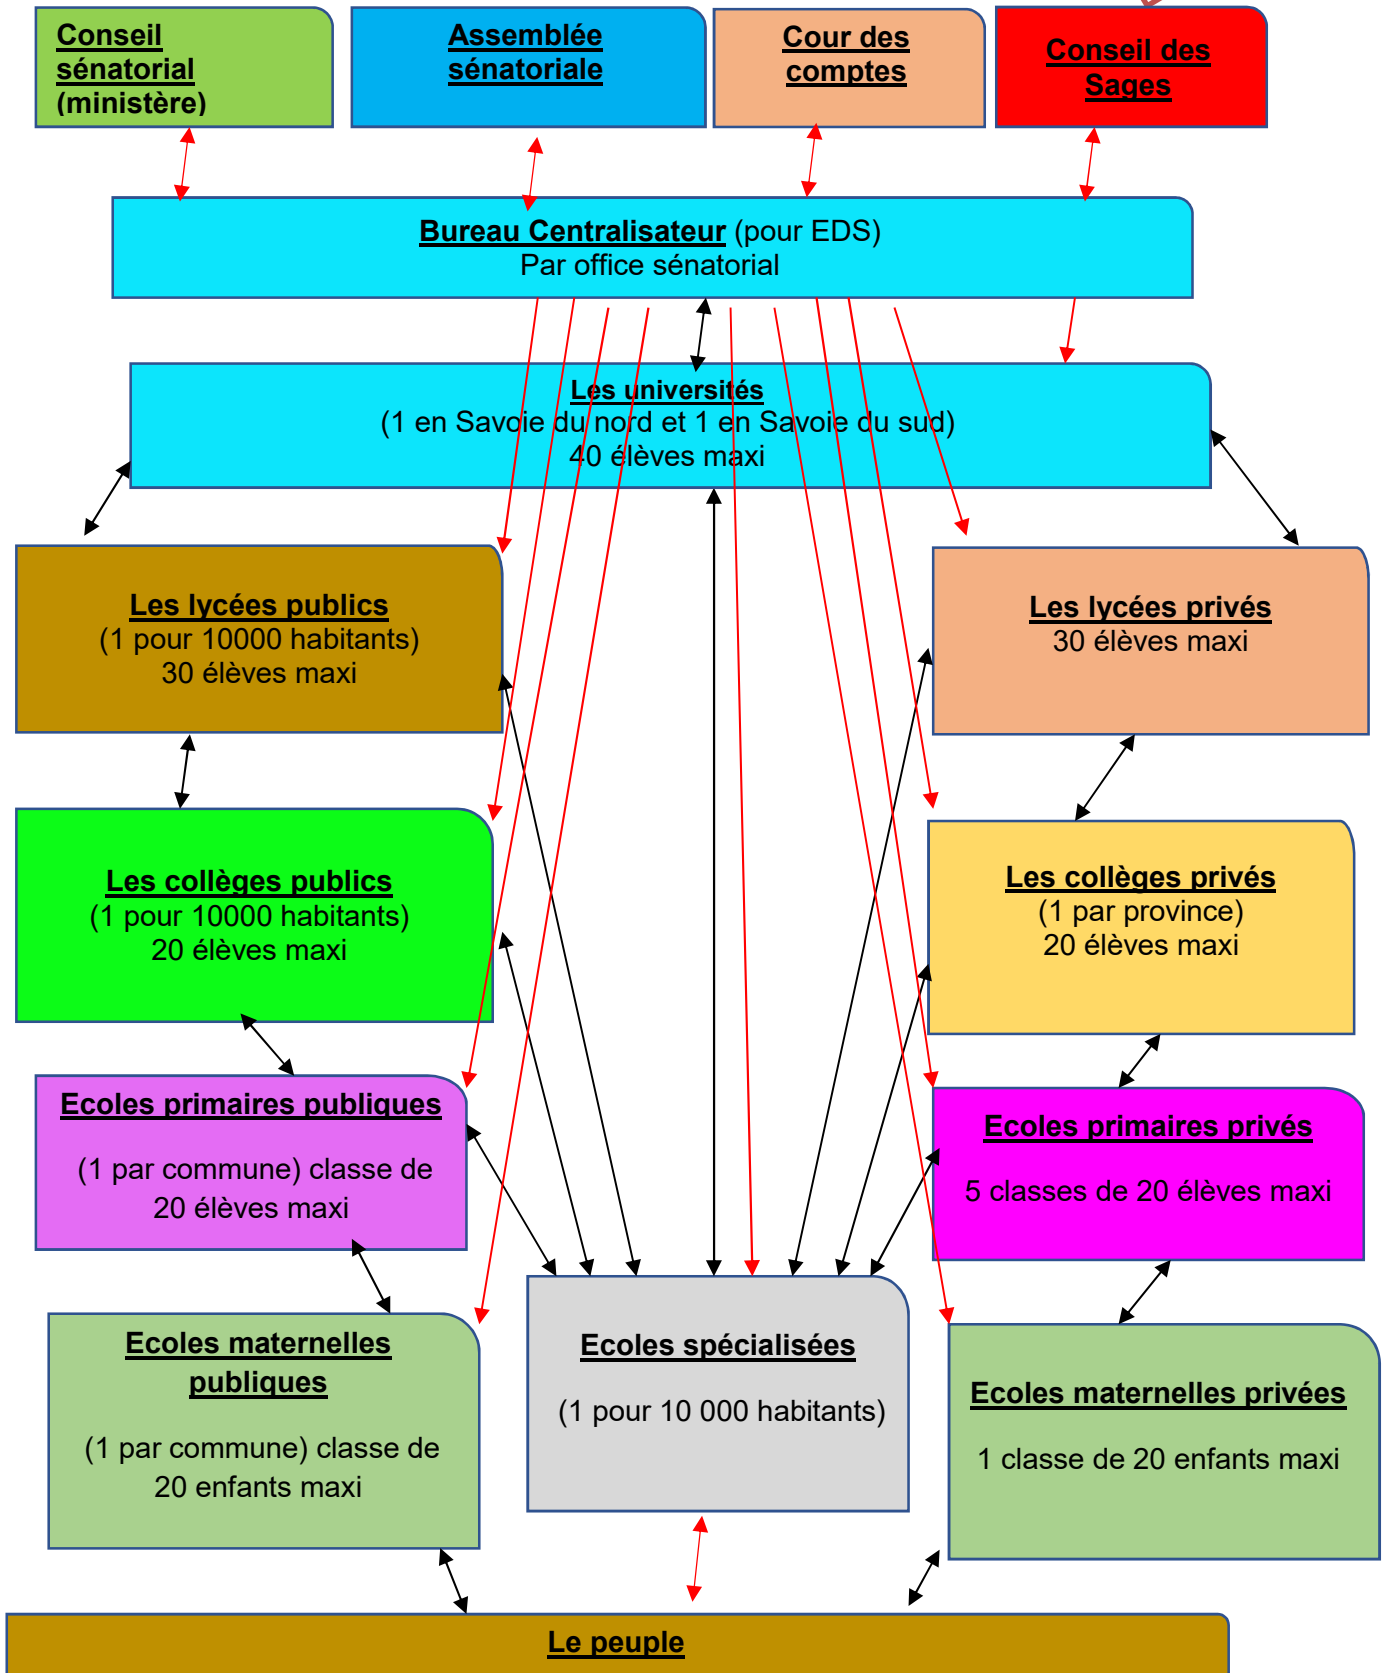 Conseil
sénatorial
(ministère)
Assemblée
sénatoriale
Cour des
comptes
Conseil des
Sages
Bureau Centralisateur (pour EDS)
Par office sénatorial
Les universités
(1 en Savoie du nord et 1 en Savoie du sud)
40 élèves maxi
Les lycées publics
(1 pour 10000 habitants)
30 élèves maxi
Les lycées privés
30 élèves maxi
Les collèges publics
(1 pour 10000 habitants)
20 élèves maxi
Les collèges privés
(1 par province)
20 élèves maxi
Ecoles primaires publiques
(1 par commune) classe de
20 élèves maxi
Ecoles primaires privés
5 classes de 20 élèves maxi
Ecoles maternelles
publiques
(1 par commune) classe de
20 enfants maxi
Ecoles spécialisées
(1 pour 10 000 habitants)
Ecoles maternelles privées
1 classe de 20 enfants maxi
Le peuple